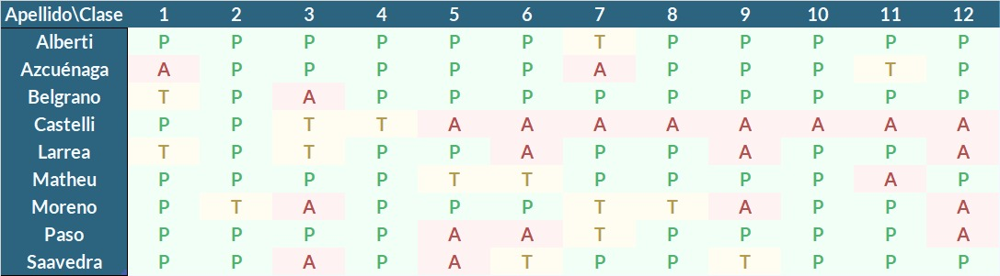 Apellido\Clase 1 2 3 4 5 6 7 8 9 10 11 12
Alberti P P P P P P T P P P P P
Azcuénaga A P P P P P A P P P T P
Belgrano T P A P P P P P P P P P
Castelli P P T T A A A A A A A A
Larrea T P T P P A P P A P P A
Matheu P P P P T T P P P P A P
Moreno P T A P P P T T A P P A
Paso P P P P A A T P P P P A
Saavedra P P A P A T P P T P P P